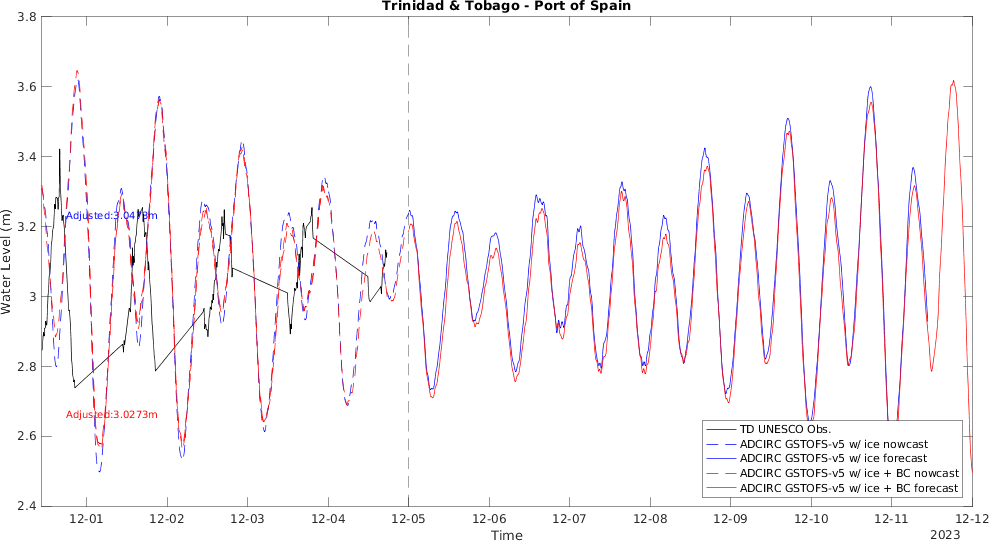 Trinidad & Tobago - Port of Spain
3.8
3.6
3.4
3.2
3
2.8
2.6
2.4
Water Level (m)
Adjusted:3.0473m
Adjusted:3.0273m
TD UNESCO Obs.
ADCIRC GSTOFS-v5 w/ ice nowcast
ADCIRC GSTOFS-v5 w/ ice forecast
ADCIRC GSTOFS-v5 w/ ice + BC nowcast
ADCIRC GSTOFS-v5 w/ ice + BC forecast
12-01 12-02 12-03 12-04 12-05 12-06 12-07 12-08 12-09 12-10 12-11 12-12
Time
2023